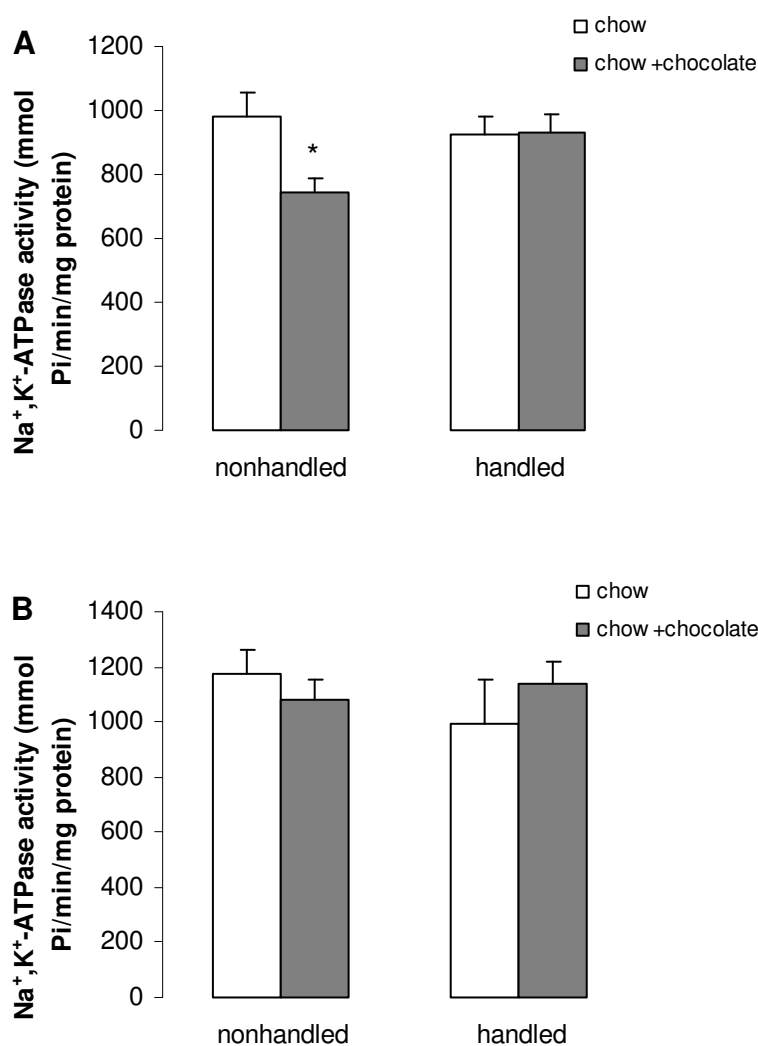 A
chow
chow +chocolate
Na⁺,K⁺-ATPase activity (mmol
Pi/min/mg protein)
1200
1000
800
600
400
200
0
*
nonhandled
handled
B
chow
chow +chocolate
Na⁺,K⁺-ATPase activity (mmol
Pi/min/mg protein)
1400
1200
1000
800
600
400
200
0
nonhandled
handled